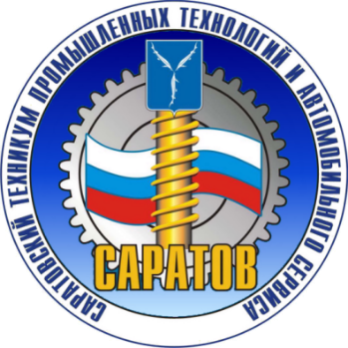 САРАТОВСКИЙ ТЕХНИКУМ ПРОМЫШЛЕННЫХ ТЕХНОЛОГИЙ И АВТОМОБИЛЬНОГО СЕРВИСА
САРАТОВ